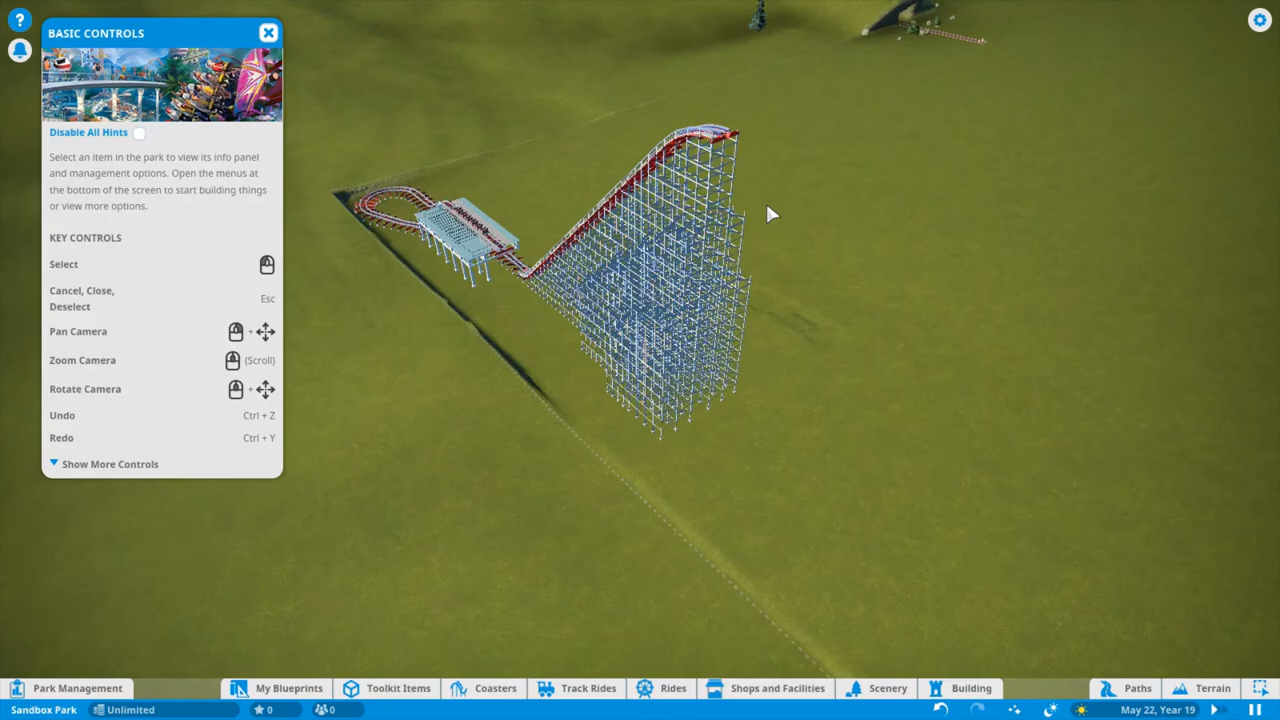 ?
BASIC CONTROLS
Disable All Hints
Select an item in the park to view its info panel
and management options. Open the menus at
the bottom of the screen to start building things
or view more options.
KEY CONTROLS
Select
Cancel, Close,
Deselect Esc
Pan Camera +
Zoom Camera (Scroll)
Rotate Camera +
Undo Ctrl + Z
Redo Ctrl + Y
Show More Controls
Park Management My Blueprints Toolkit Items Coasters Track Rides Rides Shops and Facilities Scenery Building Paths Terrain
Sandbox Park Unlimited 0 0 May 22, Year 19